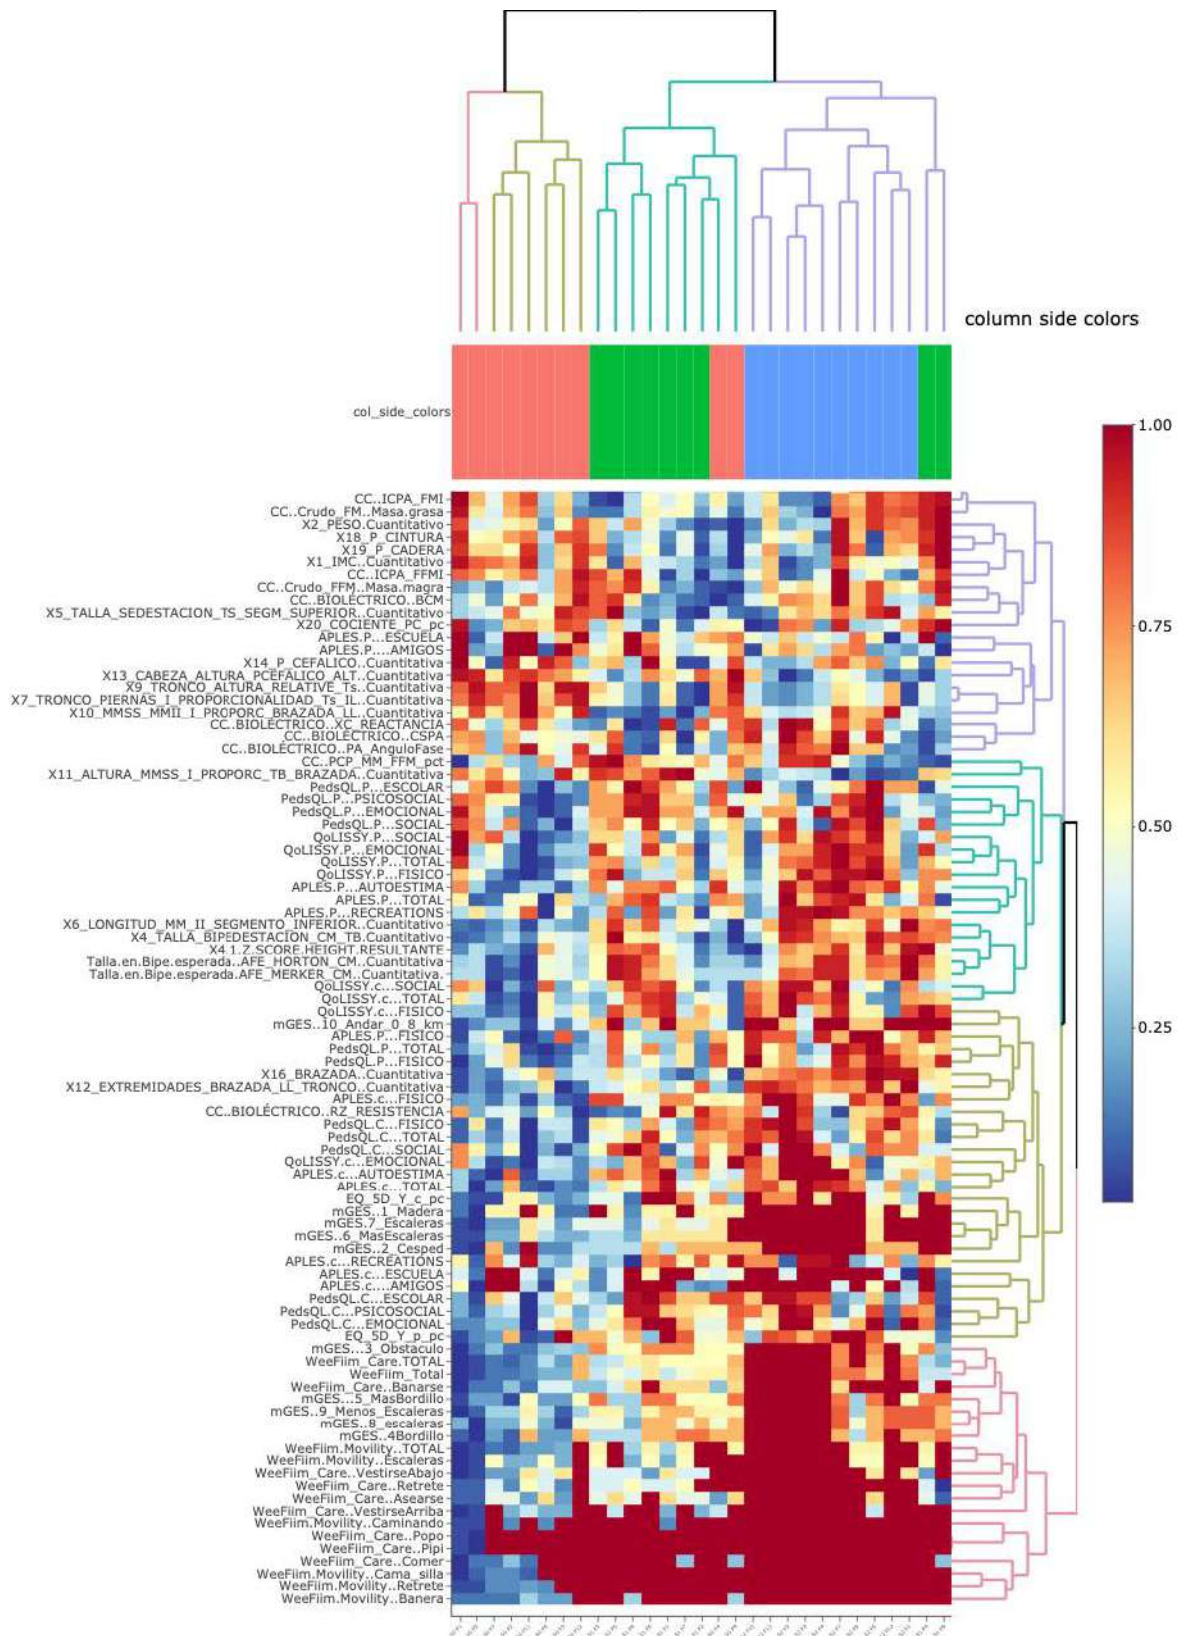 column side colors
col_side_colors
1.00
0.75
0.50
0.25
CC..ICPA_FMI
CC..Crudo_FM..Masa.grasa
X2_PESO.Cuantitativo
X18_P_CINTURA
X19_P_CADERA
X1_IMC..Cuantitativo
CC..ICPA_FFMI
CC..Crudo_FFM..Masa.magra
CC..BIOLÉCTRICO..BCM
X5_TALLA_SEDESTACION_TS_SEGM_SUPERIOR..Cuantitativo
X20_COCIENTE_PC_pc
APLES.P...ESCUELA
APLES.P....AMIGOS
X14_P_CEFÁLICO..Cuantitativa
X13_CABEZA_ALTURA_PCEFALICO_ALT..Cuantitativa
X9_TRONCO_ALTURA_RELATIVE_Ts..Cuantitativa
X7_TRONCO_PIERNAS_I_PROPORCIONALIDAD_Ts_IL..Cuantitativa
X10_MMSS_MMII_I_PROPORC_BRAZADA_LL..Cuantitativa
CC..BIOLÉCTRICO..XC_REACTANCIA
CC..BIOLÉCTRICO..CSPA
CC..BIOLÉCTRICO..PA_AnguloFase
CC..PCP_MM_FFM_pct
X11_ALTURA_MMSS_I_PROPORC_TB_BRAZADA..Cuantitativa
PedsQL.P...ESCOLAR
PedsQL.P...PSICOSOCIAL
PedsQL.P...EMOCIONAL
PedsQL.P...SOCIAL
QoLISSY.P...SOCIAL
QoLISSY.P...EMOCIONAL
QoLISSY.P...TOTAL
QoLISSY.P...FISICO
APLES.P...AUTOESTIMA
APLES.P...TOTAL
APLES.P...RECREATIONS
X6_LONGITUD_MM_II_SEGMENTO_INFERIOR..Cuantitativo
X4_TALLA_BIPEDESTACION_CM_TB.Cuantitativo
X4.1.Z.SCORE.HEIGHT.RESULTANTE
Talla.en.Bipe.esperada..AFE_HORTON_CM..Cuantitativa
Talla.en.Bipe.esperada.AFE_MERKER_CM..Cuantitativa.
QoLISSY.c...SOCIAL
QoLISSY.c...TOTAL
QoLISSY.c...FISICO
mGES..10_Andar_0_8_km
APLES.P...FISICO
PedsQL.P...TOTAL
PedsQL.P...FISICO
X16_BRAZADA..Cuantitativa
X12_EXTREMIDADES_BRAZADA_LL_TRONCO..Cuantitativa
APLES.c...FISICO
CC..BIOLÉCTRICO..RZ_RESISTENCIA
PedsQL.C...FISICO
PedsQL.C...TOTAL
PedsQL.C...SOCIAL
QoLISSY.c...EMOCIONAL
APLES.c...AUTOESTIMA
APLES.c...TOTAL
EQ_5D_Y_c_pc
mGES..1_Madera
mGES.7_Escaleras
mGES..6_MasEscaleras
mGES..2_Cesped
APLES.c...RECREATIONS
APLES.c...ESCUELA
APLES.c....AMIGOS
PedsQL.C...ESCOLAR
PedsQL.C...PSICOSOCIAL
PedsQL.C...EMOCIONAL
EQ_5D_Y_p_pc
mGES...3_Obstaculo
WeeFiim_Care.TOTAL
WeeFiim_Total
WeeFiim_Care..Banarse
mGES...5_MasBordillo
mGES..9_Menos_Escaleras
mGES..8_escaleras
mGES..4Bordillo
WeeFiim.Movility..TOTAL
WeeFiim.Movility..Escaleras
WeeFiim_Care..VestirseAbajo
WeeFiim_Care..Retrete
WeeFiim_Care..Asearse
WeeFiim_Care..VestirseArriba
WeeFiim.Movility..Caminando
WeeFiim_Care..Popo
WeeFiim_Care..Pipi
WeeFiim_Care..Comer
WeeFiim.Movility..Cama_silla
WeeFiim.Movility..Retrete
WeeFiim.Movility..Banera